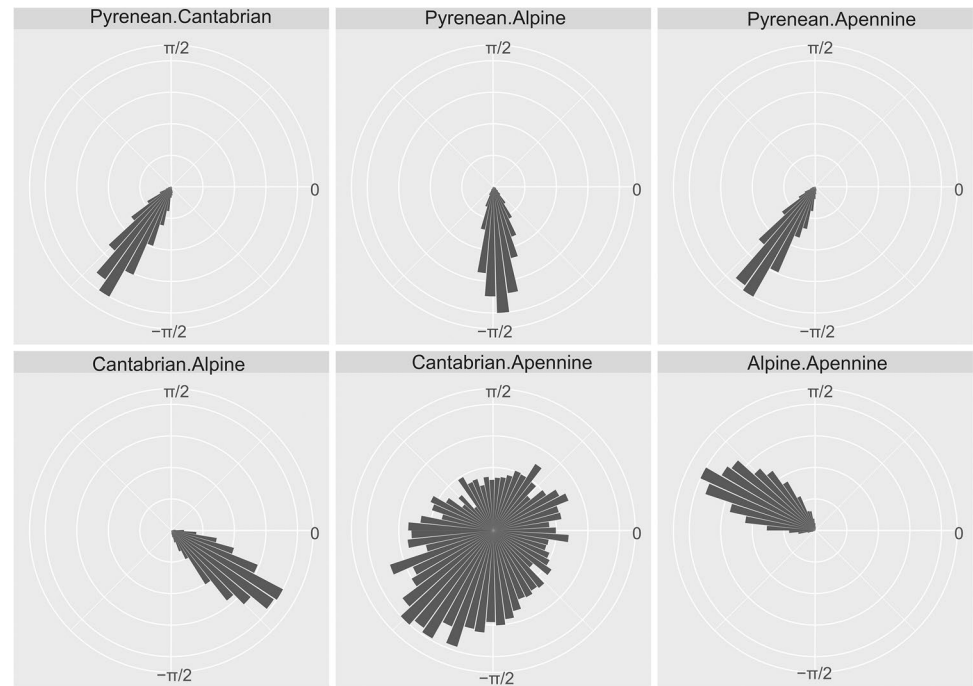 Pyrenean.Cantabrian
Pyrenean.Alpine
Pyrenean.Apennine
π/2
π/2
π/2
0
0
0
−π/2
−π/2
−π/2
Cantabrian.Alpine
Cantabrian.Apennine
Alpine.Apennine
π/2
π/2
π/2
0
0
0
−π/2
−π/2
−π/2